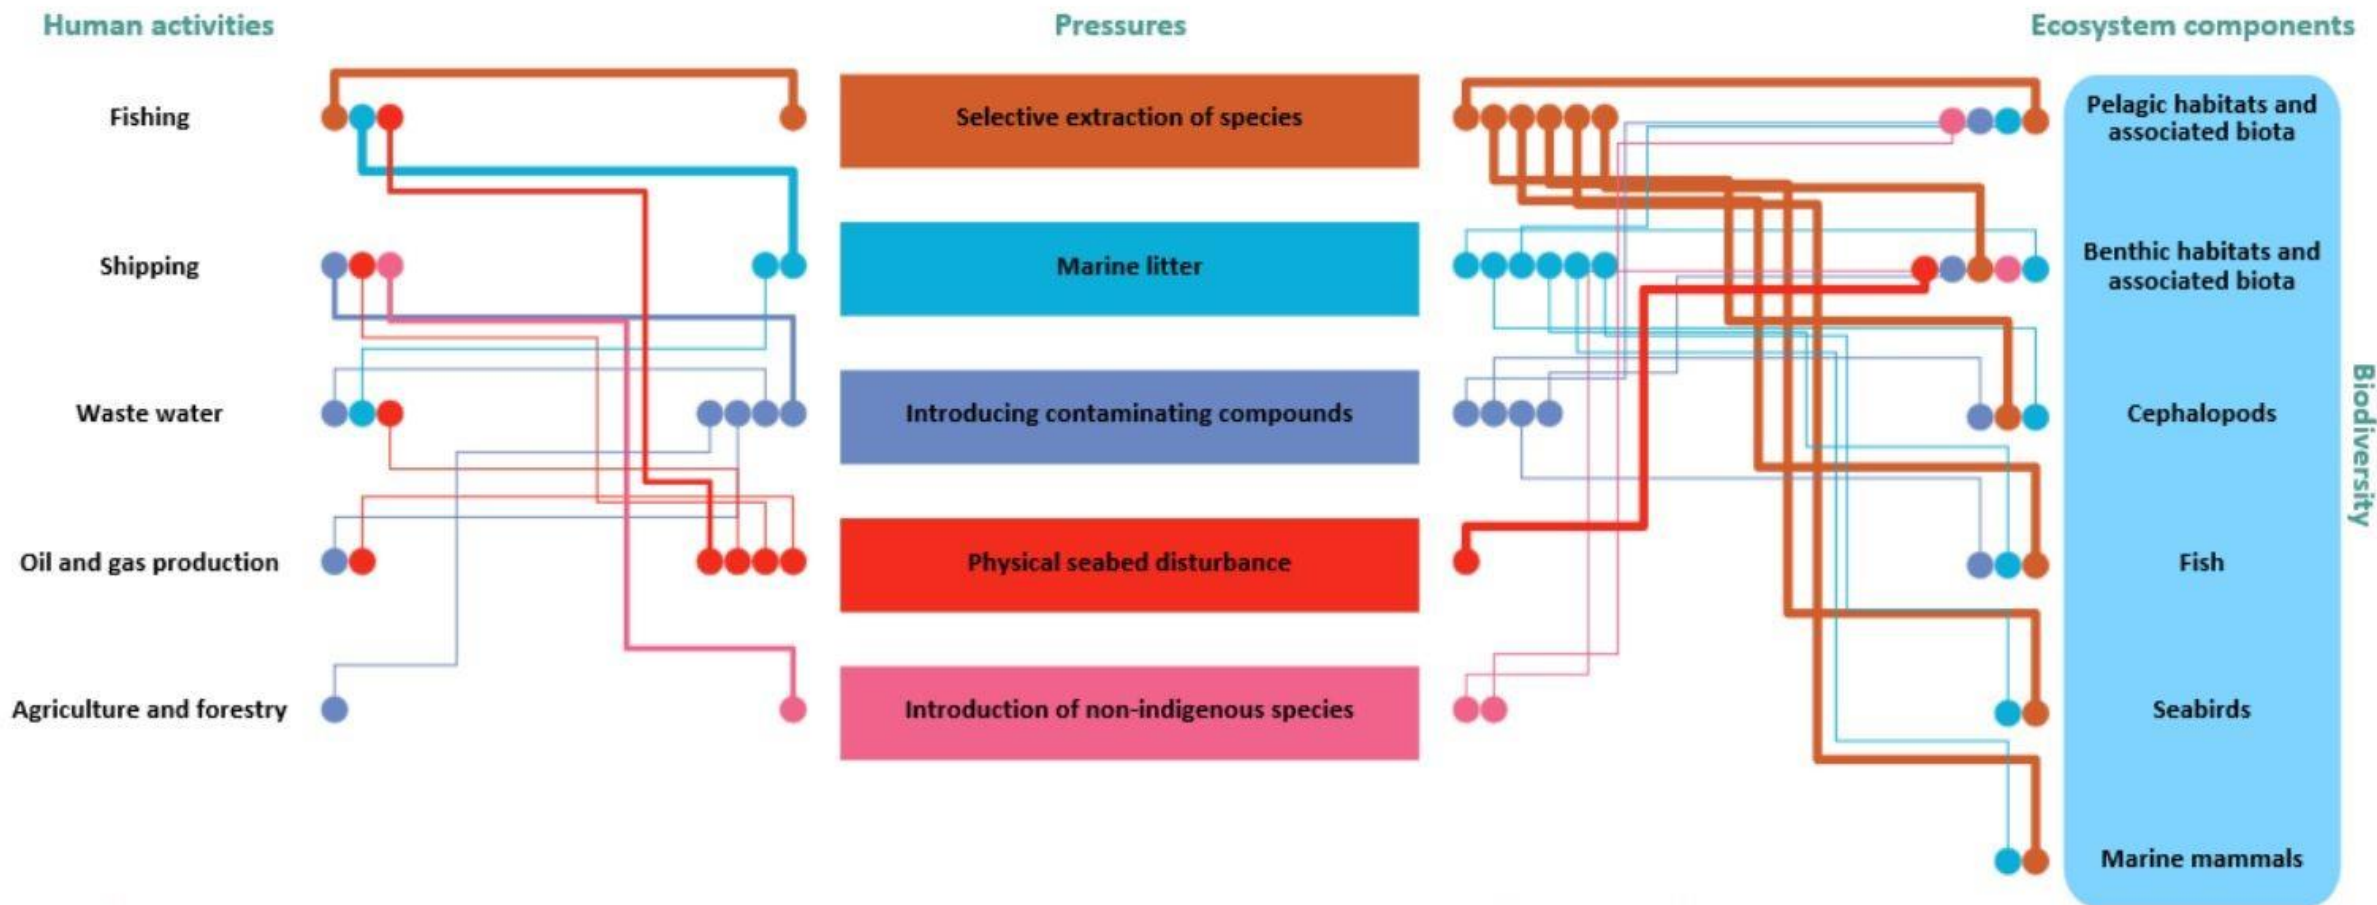 Human activities
Pressures
Ecosystem components
Fishing
Selective extraction of species
Pelagic habitats and
associated biota
Shipping
Marine litter
Benthic habitats and
associated biota
Waste water
Introducing contaminating compounds
Cephalopods
Biodiversity
Oil and gas production
Physical seabed disturbance
Fish
Agriculture and forestry
Introduction of non-indigenous species
Seabirds
Marine mammals